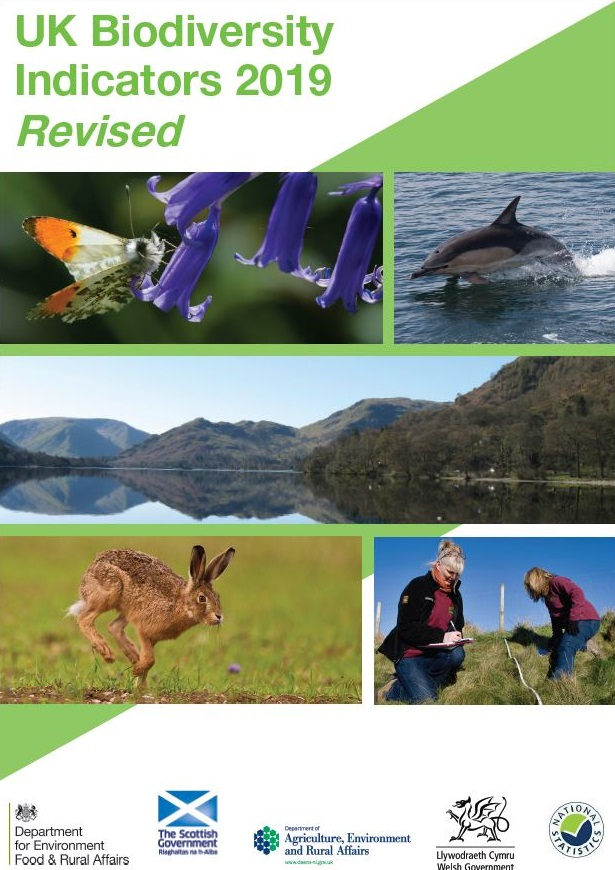 UK Biodiversity
Indicators 2019
Revised
Department
for Environment
Food & Rural Affairs
The Scottish
Government
Riaghaltas na h-Alba
Department of
Agriculture, Environment
and Rural Affairs
www.daera-ni.gov.uk
Llywodraeth Cymru
Welsh Government
NATIONAL
STATISTICS